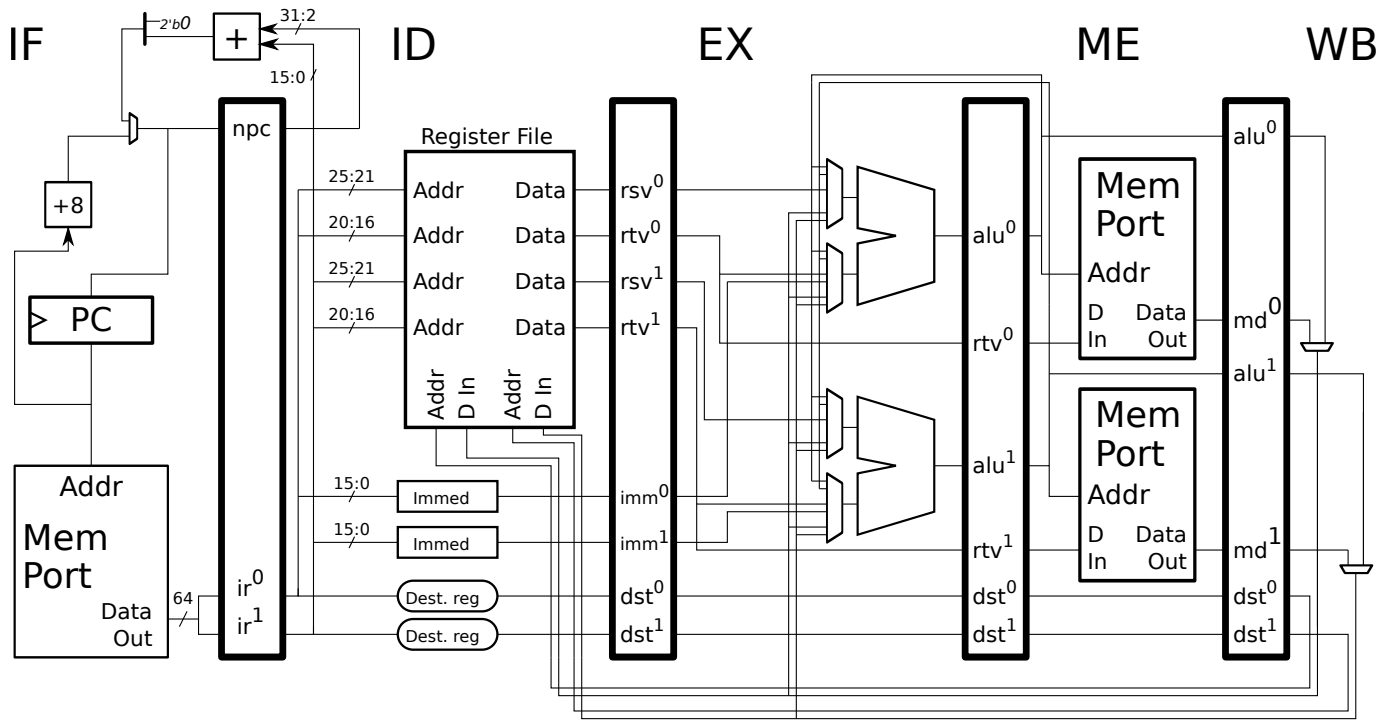 IF
ID
EX
ME
WB
2'b0
+
31:2
15:0
npc
+8
PC
Addr
Mem
Port
Data
Out
64
ir0
ir1
Register File
25:21
Addr
Data
20:16
Addr
Data
25:21
Addr
Data
20:16
Addr
Data
Addr
D In
Addr
D In
15:0
Immed
15:0
Immed
Dest. reg
Dest. reg
rsv0
rtv0
rsv1
rtv1
imm0
imm1
dst0
dst1
alu0
rtv0
alu1
rtv1
dst0
dst1
Mem
Port
Addr
D
In
Data
Out
Mem
Port
Addr
D
In
Data
Out
alu0
md0
alu1
md1
dst0
dst1